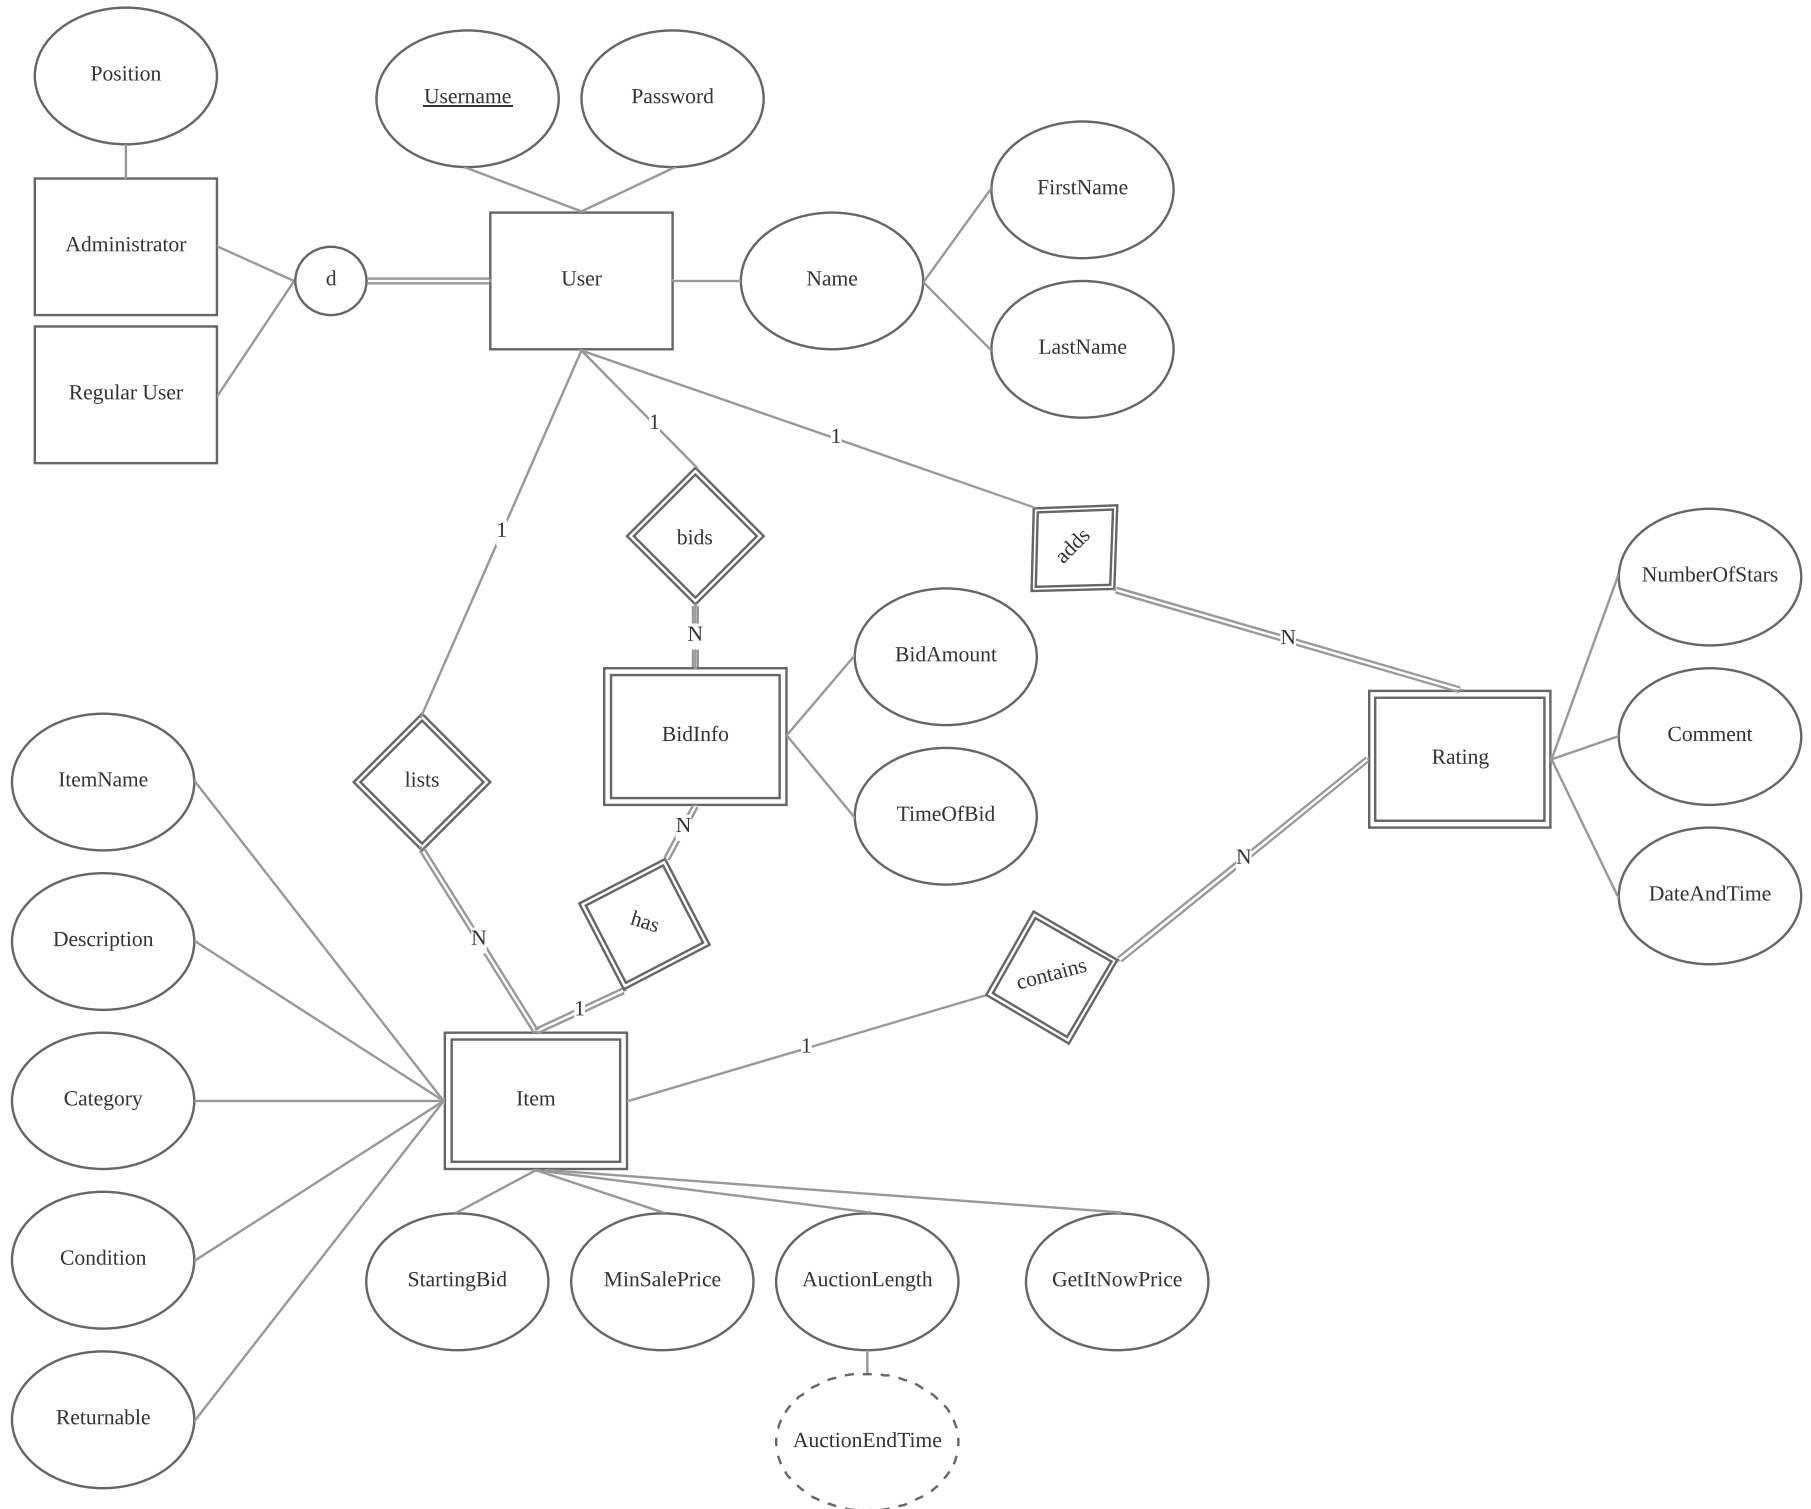 Position
Username
Password
FirstName
Administrator
d
User
Name
LastName
Regular User
1
1
1
bids
adds
NumberOfStars
N
N
BidAmount
Comment
BidInfo
Rating
ItemName
lists
TimeOfBid
N
N
DateAndTime
has
Description
N
contains
1
1
Category
Item
Condition
StartingBid
MinSalePrice
AuctionLength
GetItNowPrice
Returnable
AuctionEndTime